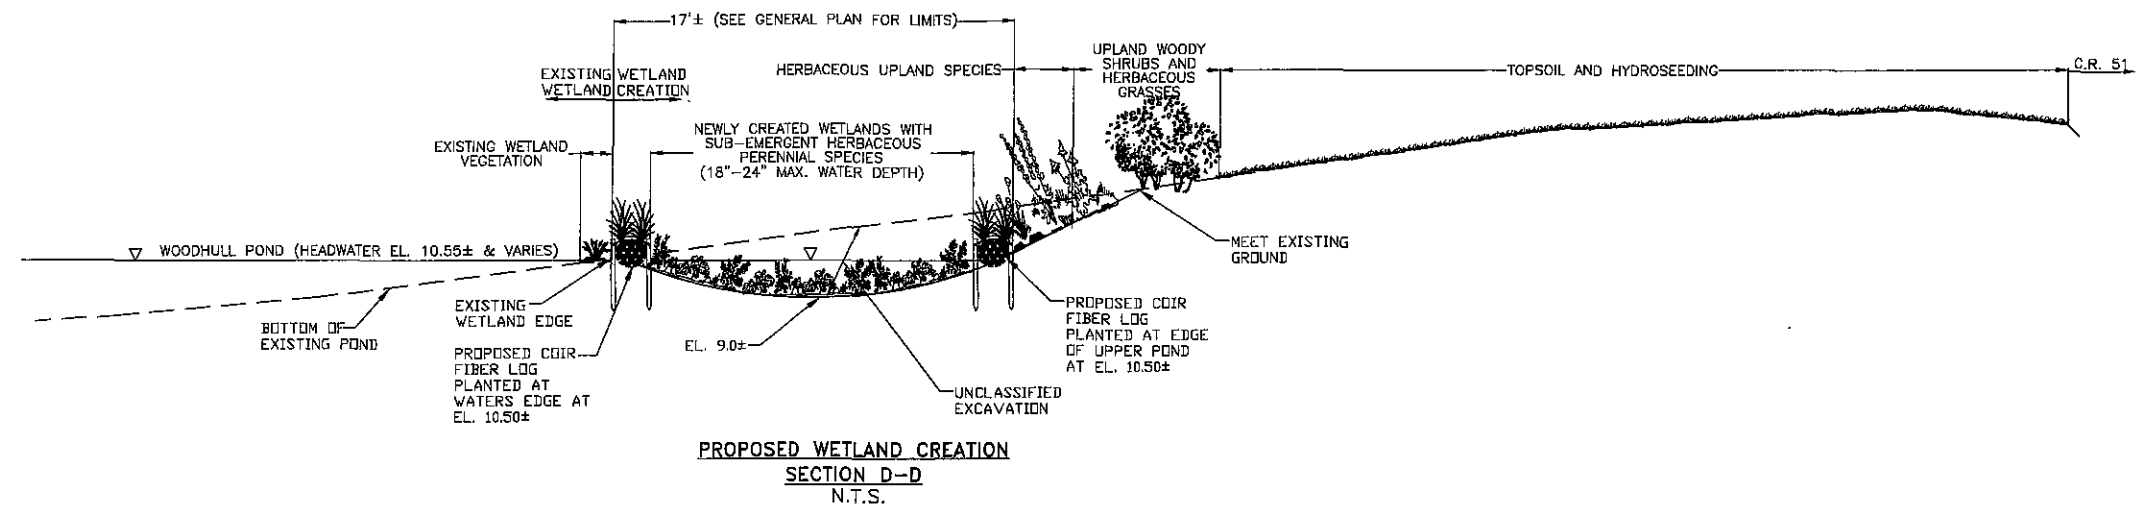 17'± (SEE GENERAL PLAN FOR LIMITS)
EXISTING WETLAND
WETLAND CREATION
HERBACEOUS UPLAND SPECIES
UPLAND WOODY
SHRUBS AND
HERBACEOUS
GRASSES
TOPSOIL AND HYDROSEEDING
C.R. 51
EXISTING WETLAND
VEGETATION
NEWLY CREATED WETLANDS WITH
SUB-EMERGENT HERBACEOUS
PERENNIAL SPECIES
(18"-24" MAX. WATER DEPTH)
WOODHULL POND (HEADWATER EL. 10.55± & VARIES)
MEET EXISTING
GROUND
BOTTOM OF
EXISTING POND
EXISTING
WETLAND EDGE
PROPOSED COIR
FIBER LOG
PLANTED AT
WATERS EDGE AT
EL. 10.50±
EL. 9.0±
UNCLASSIFIED
EXCAVATION
PROPOSED COIR
FIBER LOG
PLANTED AT EDGE
OF UPPER POND
AT EL. 10.50±
PROPOSED WETLAND CREATION
SECTION D-D
N.T.S.